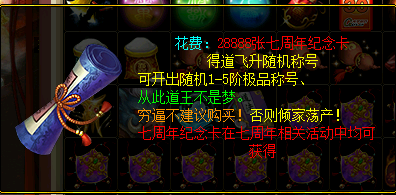 花费：28888张七周年纪念卡。
得道飞升随机称号
可开出随机1-5阶极品称号、
从此道王不是梦。
穷逼不建议购买！否则倾家荡产！
七周年纪念卡在七周年相关活动中均可
获得